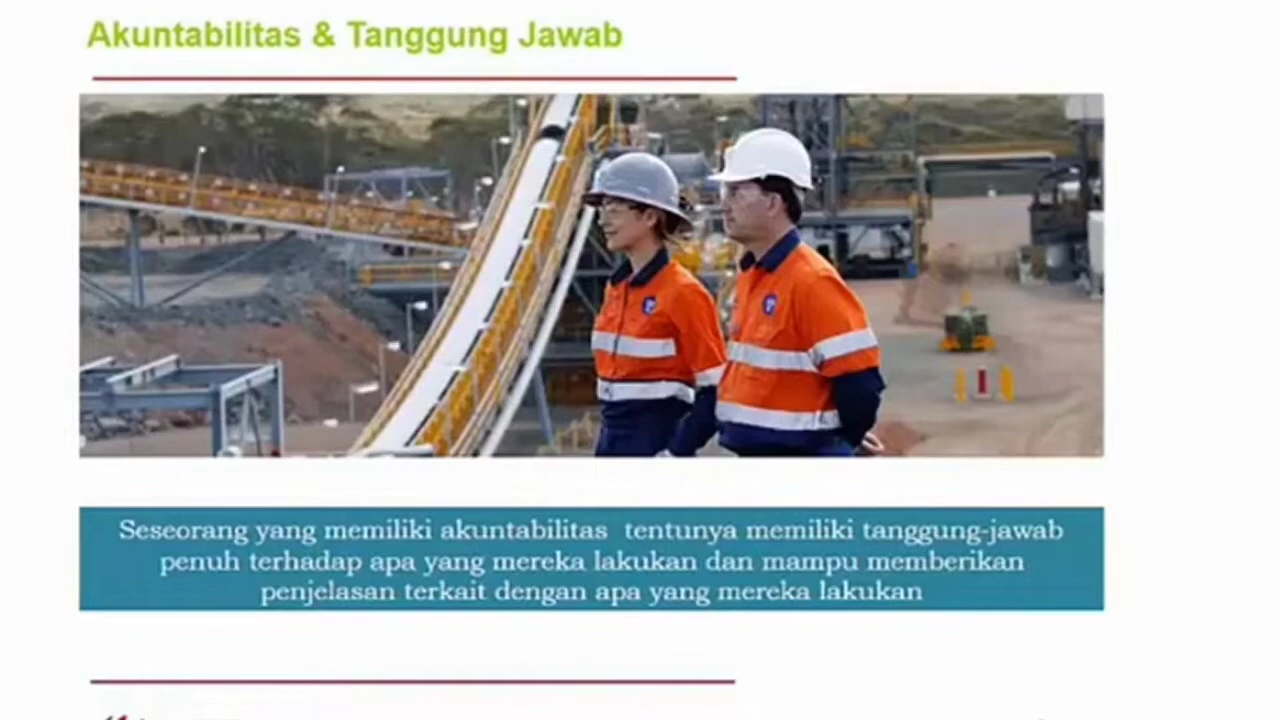 Akuntabilitas & Tanggung Jawab
Seseorang yang memiliki akuntabilitas tentunya memiliki tanggung-jawab
penuh terhadap apa yang mereka lakukan dan mampu memberikan
penjelasan terkait dengan apa yang mereka lakukan